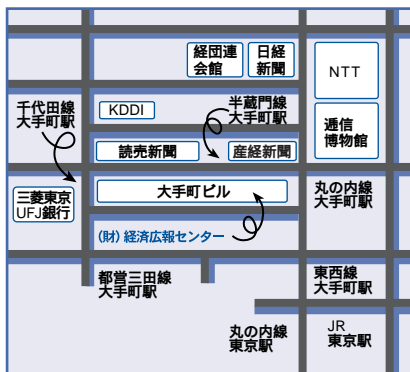 経団連
会館
日経
新聞
NTT
千代田線
大手町駅
KDDI
半蔵門線
大手町駅
逓信
博物館
読売新聞
産経新聞
三菱東京
UFJ銀行
大手町ビル
丸の内線
大手町駅
(財)経済広報センター
都営三田線
大手町駅
東西線
大手町駅
丸の内線
東京駅
JR
東京駅